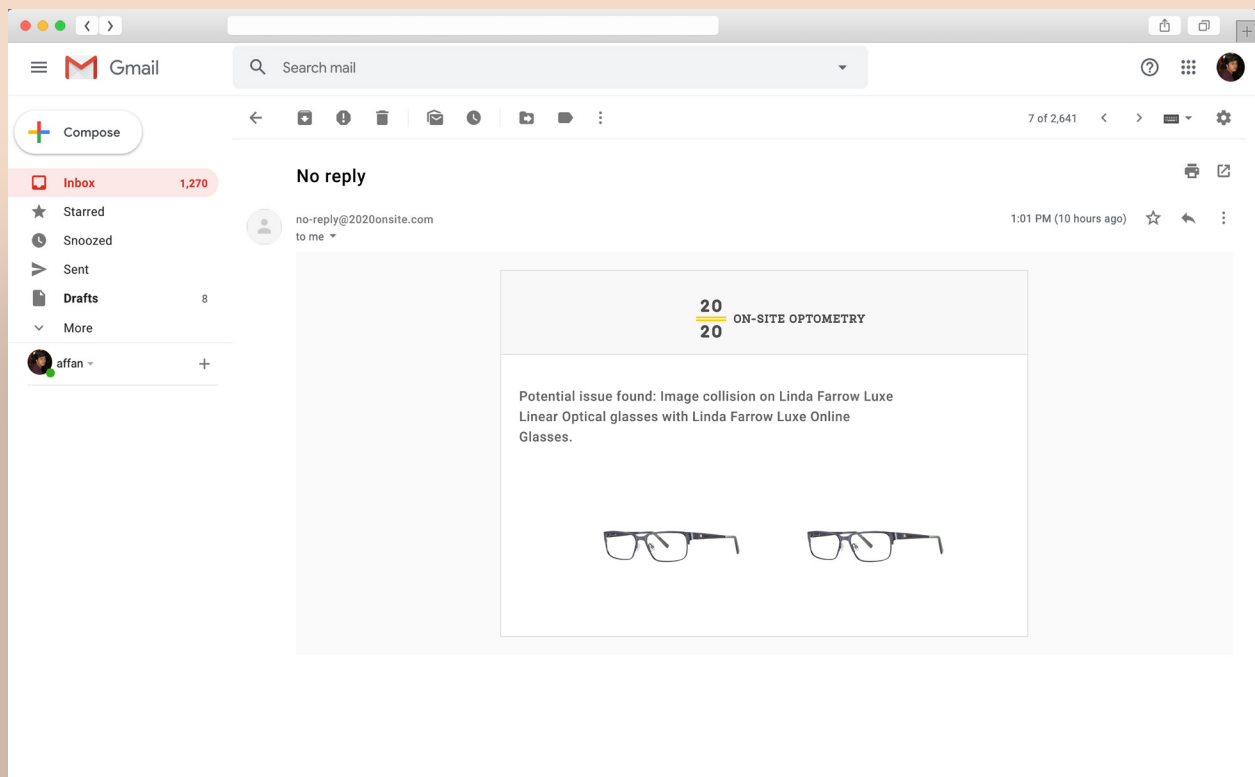 Gmail
Search mail
Compose
7 of 2,641
Inbox 1,270
Starred
Snoozed
Sent
Drafts 8
More
affan
No reply
no-reply@2020onsite.com
1:01 PM (10 hours ago)
to me
20
20
ON-SITE OPTOMETRY
Potential issue found: Image collision on Linda Farrow Luxe
Linear Optical glasses with Linda Farrow Luxe Online
Glasses.